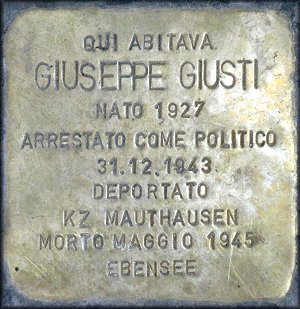 QUI ABITAVA
GIUSEPPE GIUSTI
NATO 1927
ARRESTATO COME POLITICO
31.12.1943
DEPORTATO
KZ MAUTHAUSEN
MORTO MAGGIO 1945
EBENSEE